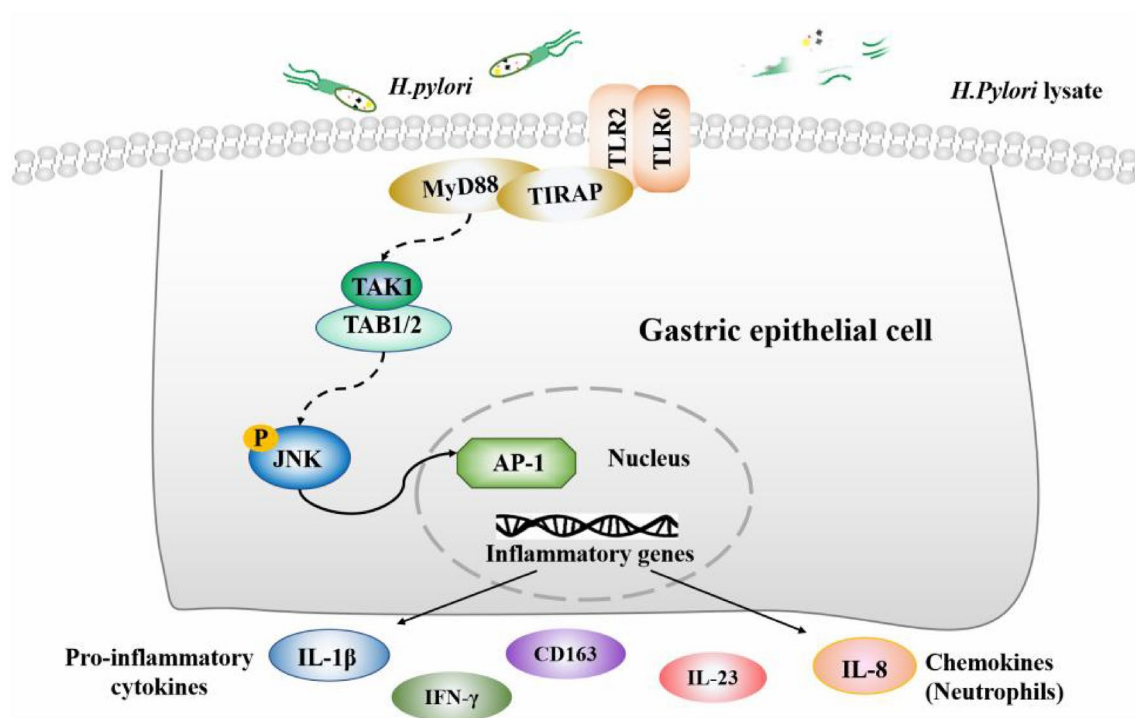 H.pylori
H.Pylori lysate
TLR2
TLR6
MyD88
TIRAP
TAK1
TAB1/2
Gastric epithelial cell
P
JNK
AP-1
Nucleus
Inflammatory genes
Pro-inflammatory
cytokines
IL-1β
IFN-γ
CD163
IL-23
IL-8
Chemokines
(Neutrophils)